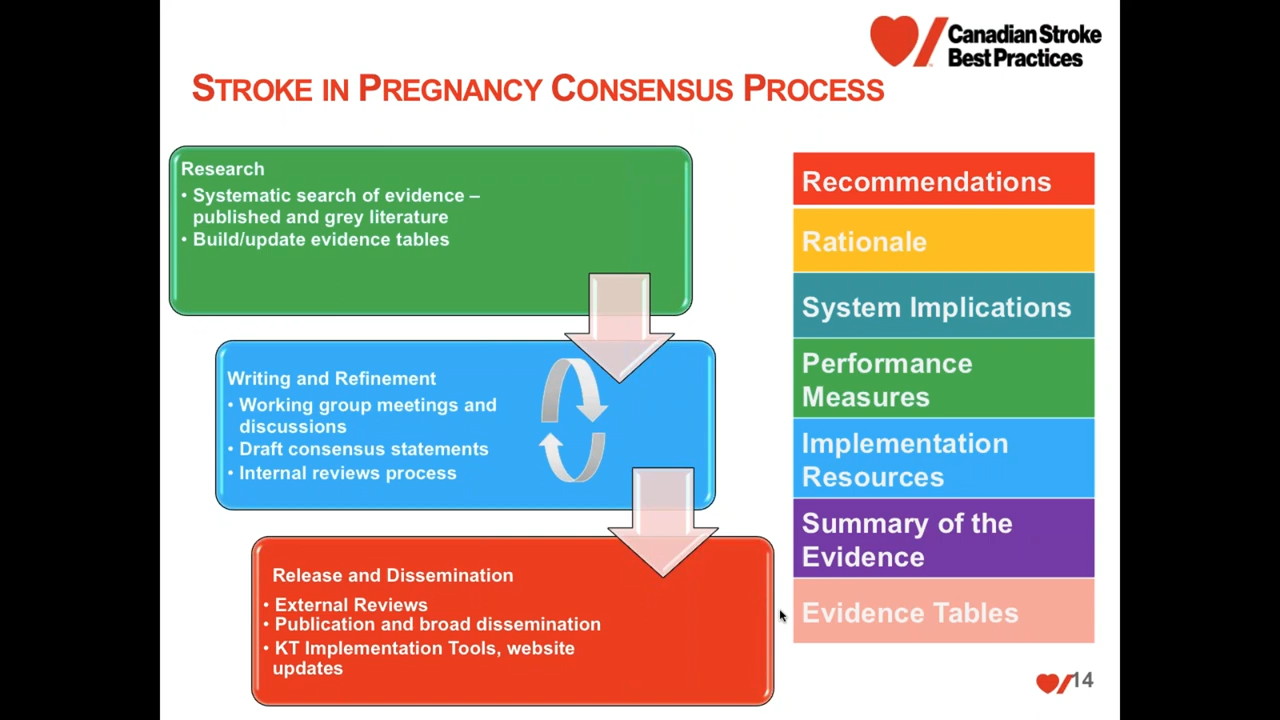 Canadian Stroke
Best Practices
STROKE IN PREGNANCY CONSENSUS PROCESS
Research
• Systematic search of evidence –
published and grey literature
• Build/update evidence tables
Writing and Refinement
• Working group meetings and
discussions
• Draft consensus statements
• Internal reviews process
Release and Dissemination
• External Reviews
• Publication and broad dissemination
• KT Implementation Tools, website
updates
Recommendations
Rationale
System Implications
Performance
Measures
Implementation
Resources
Summary of the
Evidence
Evidence Tables
14